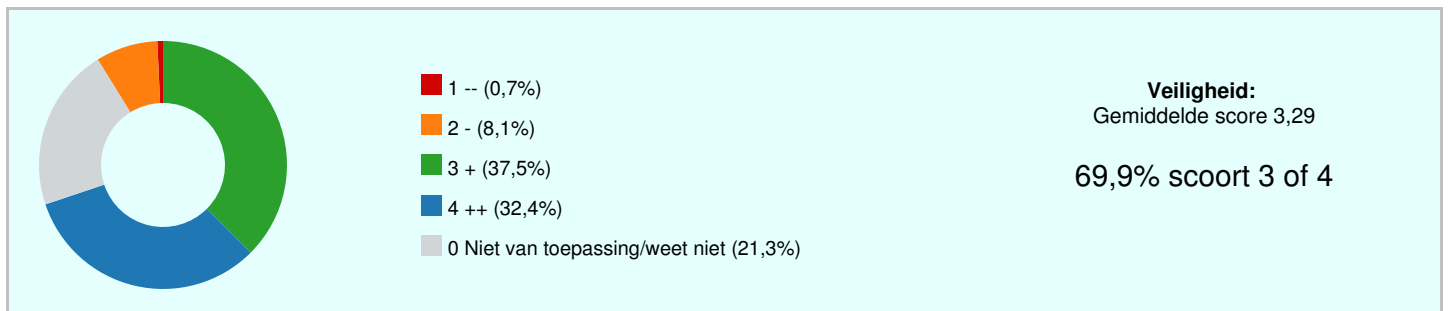 1 -- (0,7%)
2 - (8,1%)
3 + (37,5%)
4 ++ (32,4%)
0 Niet van toepassing/weet niet (21,3%)
Veiligheid:
Gemiddelde score 3,29
69,9% scoort 3 of 4